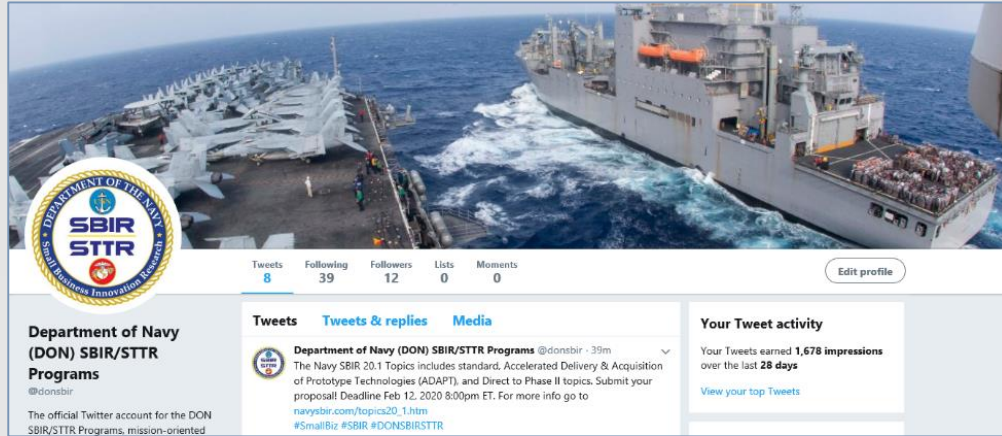 DEPARTMENT OF THE NAVY
SBIR
STTR
Small Business Innovation Research
Tweets Following Followers Lists Moments
8 39 12 0 0
Edit profile
Department of Navy
(DON) SBIR/STTR
Programs
@donsbir
The official Twitter account for the DON
SBIR/STTR Programs, mission-oriented
Tweets Tweets & replies Media
Department of Navy (DON) SBIR/STTR Programs @donsbir · 39m
The Navy SBIR 20.1 Topics includes standard, Accelerated Delivery & Acquisition
of Prototype Technologies (ADAPT), and Direct to Phase II topics. Submit your
proposal! Deadline Feb 12, 2020 8:00pm ET. For more info go to
navysbir.com/topics20_1.htm
#SmallBiz #SBIR #DONSBIRSTTR
Your Tweet activity
Your Tweets earned 1,678 impressions
over the last 28 days
View your top Tweets